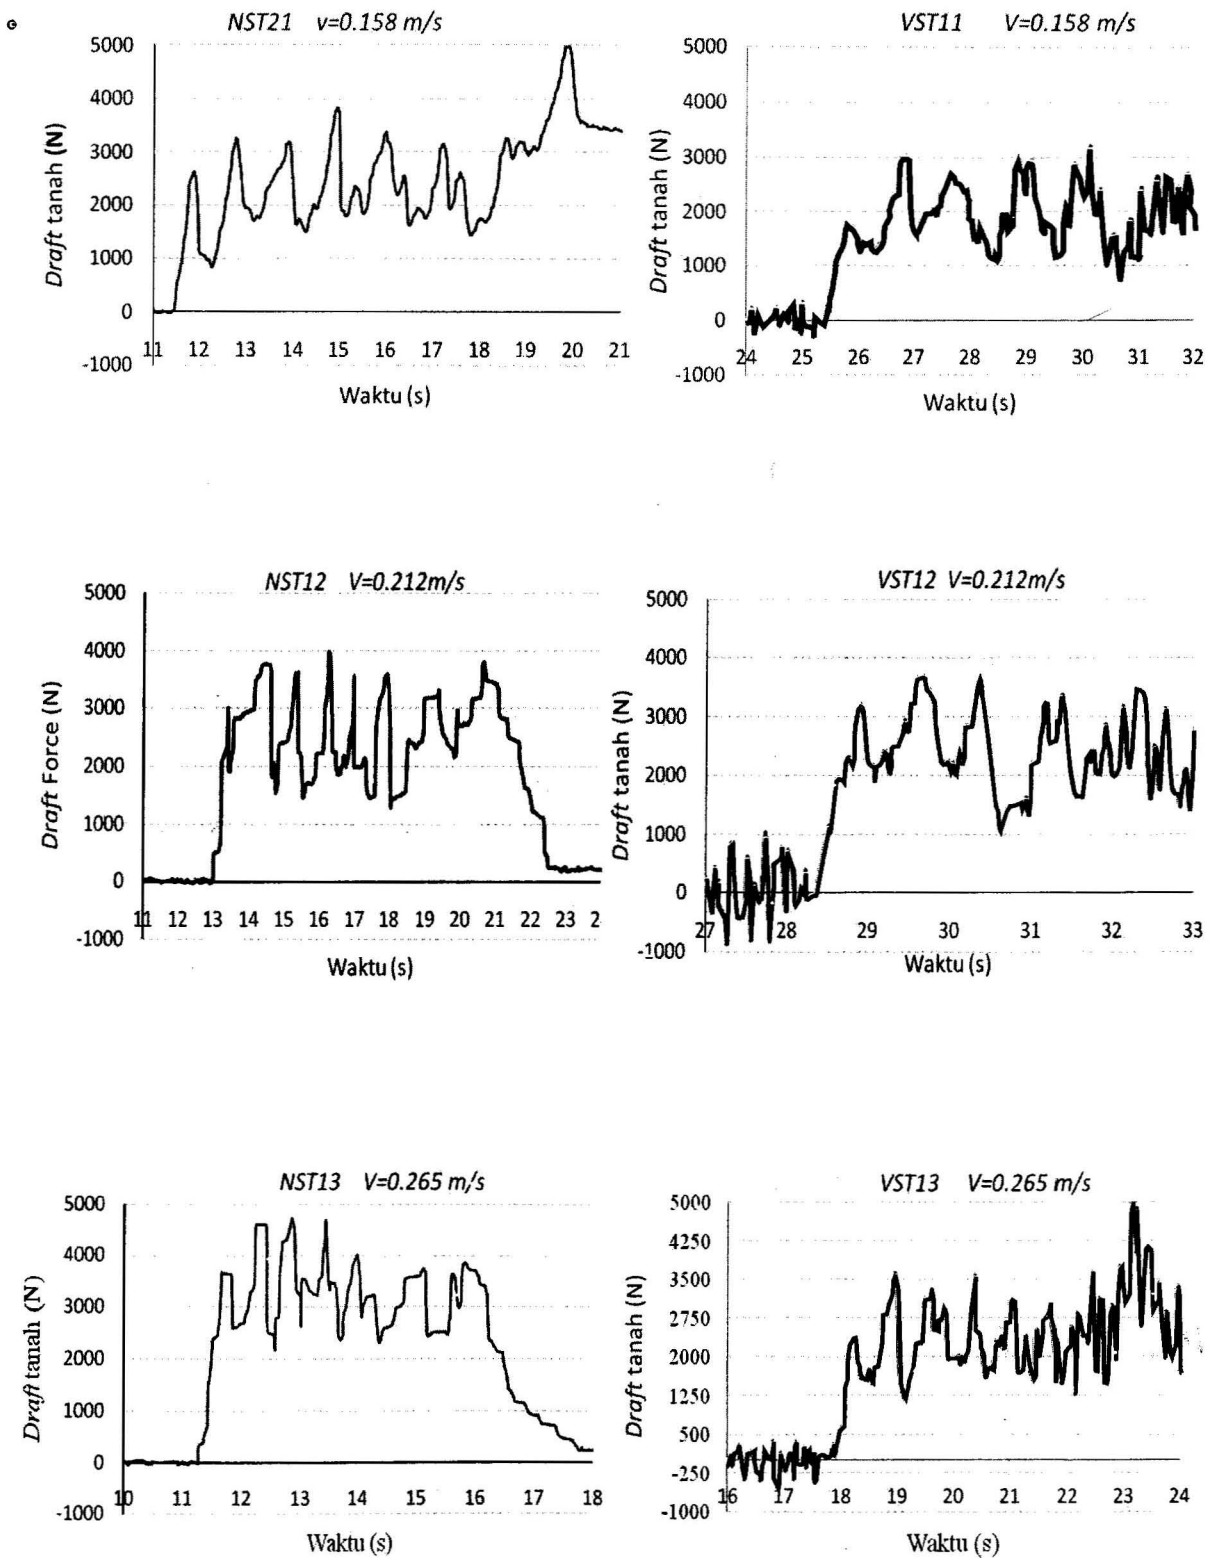 NST21 v=0.158 m/s
5000
4000
3000
2000
1000
0
-1000
Draft tanah (N)
11 12 13 14 15 16 17 18 19 20 21
Waktu (s)
VST11 V=0.158 m/s
5000
4000
3000
2000
1000
0
-1000
Draft tanah (N)
24 25 26 27 28 29 30 31 32
Waktu (s)
NST12 V=0.212m/s
5000
4000
3000
2000
1000
0
-1000
Draft Force (N)
11 12 13 14 15 16 17 18 19 20 21 22 23 2
Waktu (s)
VST12 V=0.212m/s
5000
4000
3000
2000
1000
0
-1000
Draft tanah (N)
27 28 29 30 31 32 33
Waktu (s)
NST13 V=0.265 m/s
5000
4000
3000
2000
1000
0
-1000
Draft tanah (N)
10 11 12 13 14 15 16 17 18
Waktu (s)
VST13 V=0.265 m/s
5000
4250
3500
2750
2000
1250
500
-250
-1000
Draft tanah (N)
16 17 18 19 20 21 22 23 24
Waktu (s)